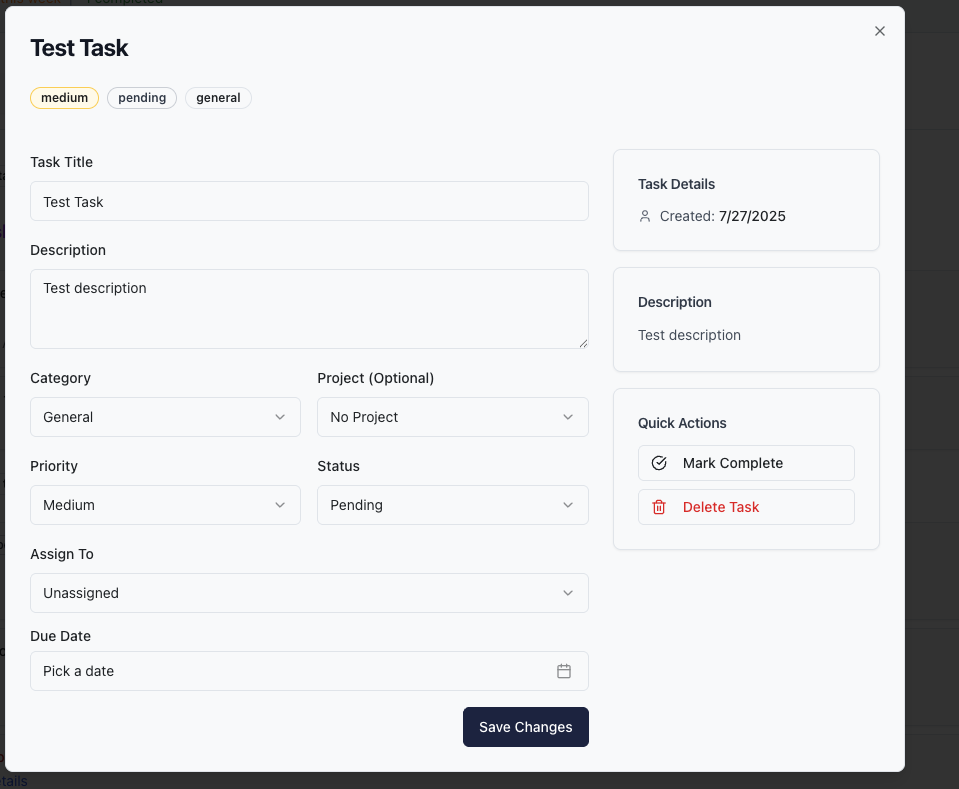 Test Task
medium pending general
Task Title
Test Task
Description
Test description
Category
General
Project (Optional)
No Project
Priority
Medium
Status
Pending
Assign To
Unassigned
Due Date
Pick a date
Save Changes
Task Details
Created: 7/27/2025
Description
Test description
Quick Actions
Mark Complete
Delete Task